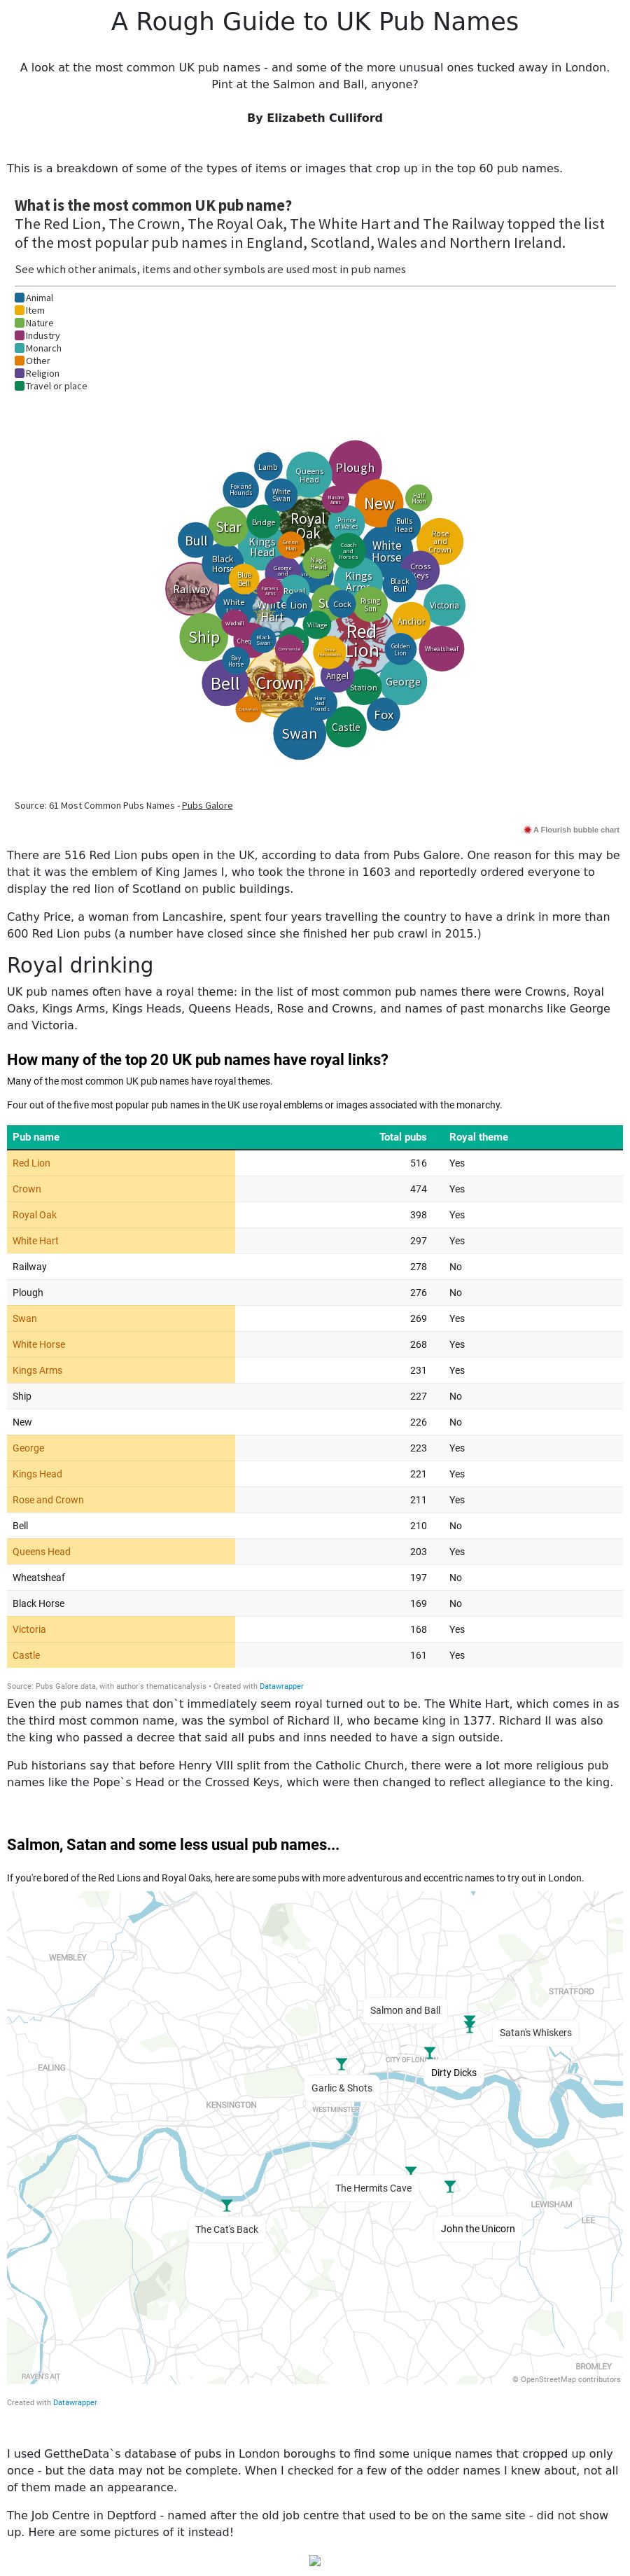 A Rough Guide to UK Pub Names
A look at the most common UK pub names - and some of the more unusual ones tucked away in London.
Pint at the Salmon and Ball, anyone?
By Elizabeth Culliford
This is a breakdown of some of the types of items or images that crop up in the top 60 pub names.
What is the most common UK pub name?
The Red Lion, The Crown, The Royal Oak, The White Hart and The Railway topped the list
of the most popular pub names in England, Scotland, Wales and Northern Ireland.
See which other animals, items and other symbols are used most in pub names
Animal
Item
Nature
Industry
Monarch
Other
Religion
Travel or place
Lamb
Queens
Head
Plough
Fox and
Hounds
White
Swan
Masons
Arms
New
Half
Moon
Star
Bridge
Royal
Oak
Prince
of Wales
Bulls
Head
Rose
and
Crown
Bull
Kings
Head
Green
Man
Coach
and
Horses
White
Horse
Black
Horse
Nags
Head
Cross
Keys
Railway
Blue
Bell
George
and
Farmers
Arms
Royal
Kings
Arms
Black
Bull
White
White
Hart
Lion
Cock
Rising
Sun
Victoria
Ship
Wagon
Village
Red
Lion
Anchor
Black
Swan
Golden
Lion
Wheatsheaf
Bay
Horse
Bell
Crown
Angel
Station
George
Hare
and
Hounds
Fox
Swan
Castle
Source: 61 Most Common Pubs Names - Pubs Galore
A Flourish bubble chart
There are 516 Red Lion pubs open in the UK, according to data from Pubs Galore. One reason for this may be
that it was the emblem of King James I, who took the throne in 1603 and reportedly ordered everyone to
display the red lion of Scotland on public buildings.
Cathy Price, a woman from Lancashire, spent four years travelling the country to have a drink in more than
600 Red Lion pubs (a number have closed since she finished her pub crawl in 2015.)
Royal drinking
UK pub names often have a royal theme: in the list of most common pub names there were Crowns, Royal
Oaks, Kings Arms, Kings Heads, Queens Heads, Rose and Crowns, and names of past monarchs like George
and Victoria.
How many of the top 20 UK pub names have royal links?
Many of the most common UK pub names have royal themes.
Four out of the five most popular pub names in the UK use royal emblems or images associated with the monarchy.
Pub name Total pubs Royal theme
Red Lion 516 Yes
Crown 474 Yes
Royal Oak 398 Yes
White Hart 297 Yes
Railway 278 No
Plough 276 No
Swan 269 Yes
White Horse 268 Yes
Kings Arms 231 Yes
Ship 227 No
New 226 No
George 223 Yes
Kings Head 221 Yes
Rose and Crown 211 Yes
Bell 210 No
Queens Head 203 Yes
Wheatsheaf 197 No
Black Horse 169 No
Victoria 168 Yes
Castle 161 Yes
Source: Pubs Galore data, with author's thematicanalysis • Created with Datawrapper
Even the pub names that don`t immediately seem royal turned out to be. The White Hart, which comes in as
the third most common name, was the symbol of Richard II, who became king in 1377. Richard II was also
the king who passed a decree that said all pubs and inns needed to have a sign outside.
Pub historians say that before Henry VIII split from the Catholic Church, there were a lot more religious pub
names like the Pope`s Head or the Crossed Keys, which were then changed to reflect allegiance to the king.
Salmon, Satan and some less usual pub names...
If you're bored of the Red Lions and Royal Oaks, here are some pubs with more adventurous and eccentric names to try out in London.
WEMBLEY
STRATFORD
Salmon and Ball
Satan's Whiskers
CITY OF LONDON
EALING
Dirty Dicks
Garlic & Shots
KENSINGTON
WESTMINSTER
The Hermits Cave
LEWISHAM
LEE
The Cat's Back
John the Unicorn
BROMLEY
RAVEN'S AIT
© OpenStreetMap contributors
Created with Datawrapper
I used GettheData`s database of pubs in London boroughs to find some unique names that cropped up only
once - but the data may not be complete. When I checked for a few of the odder names I knew about, not all
of them made an appearance.
The Job Centre in Deptford - named after the old job centre that used to be on the same site - did not show
up. Here are some pictures of it instead!